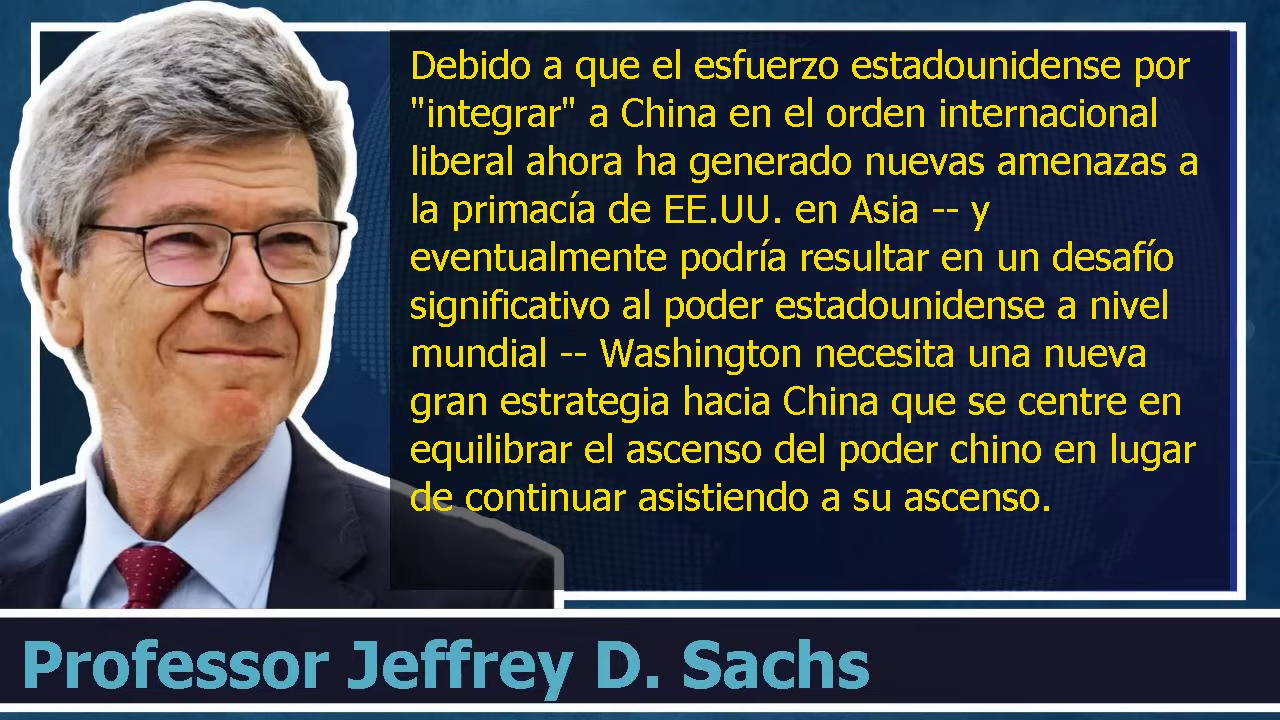 Debido a que el esfuerzo estadounidense por
"integrar" a China en el orden internacional
liberal ahora ha generado nuevas amenazas a
la primacía de EE.UU. en Asia -- y
eventualmente podría resultar en un desafío
significativo al poder estadounidense a nivel
mundial -- Washington necesita una nueva
gran estrategia hacia China que se centre en
equilibrar el ascenso del poder chino en lugar
de continuar asistiendo a su ascenso.
Professor Jeffrey D. Sachs